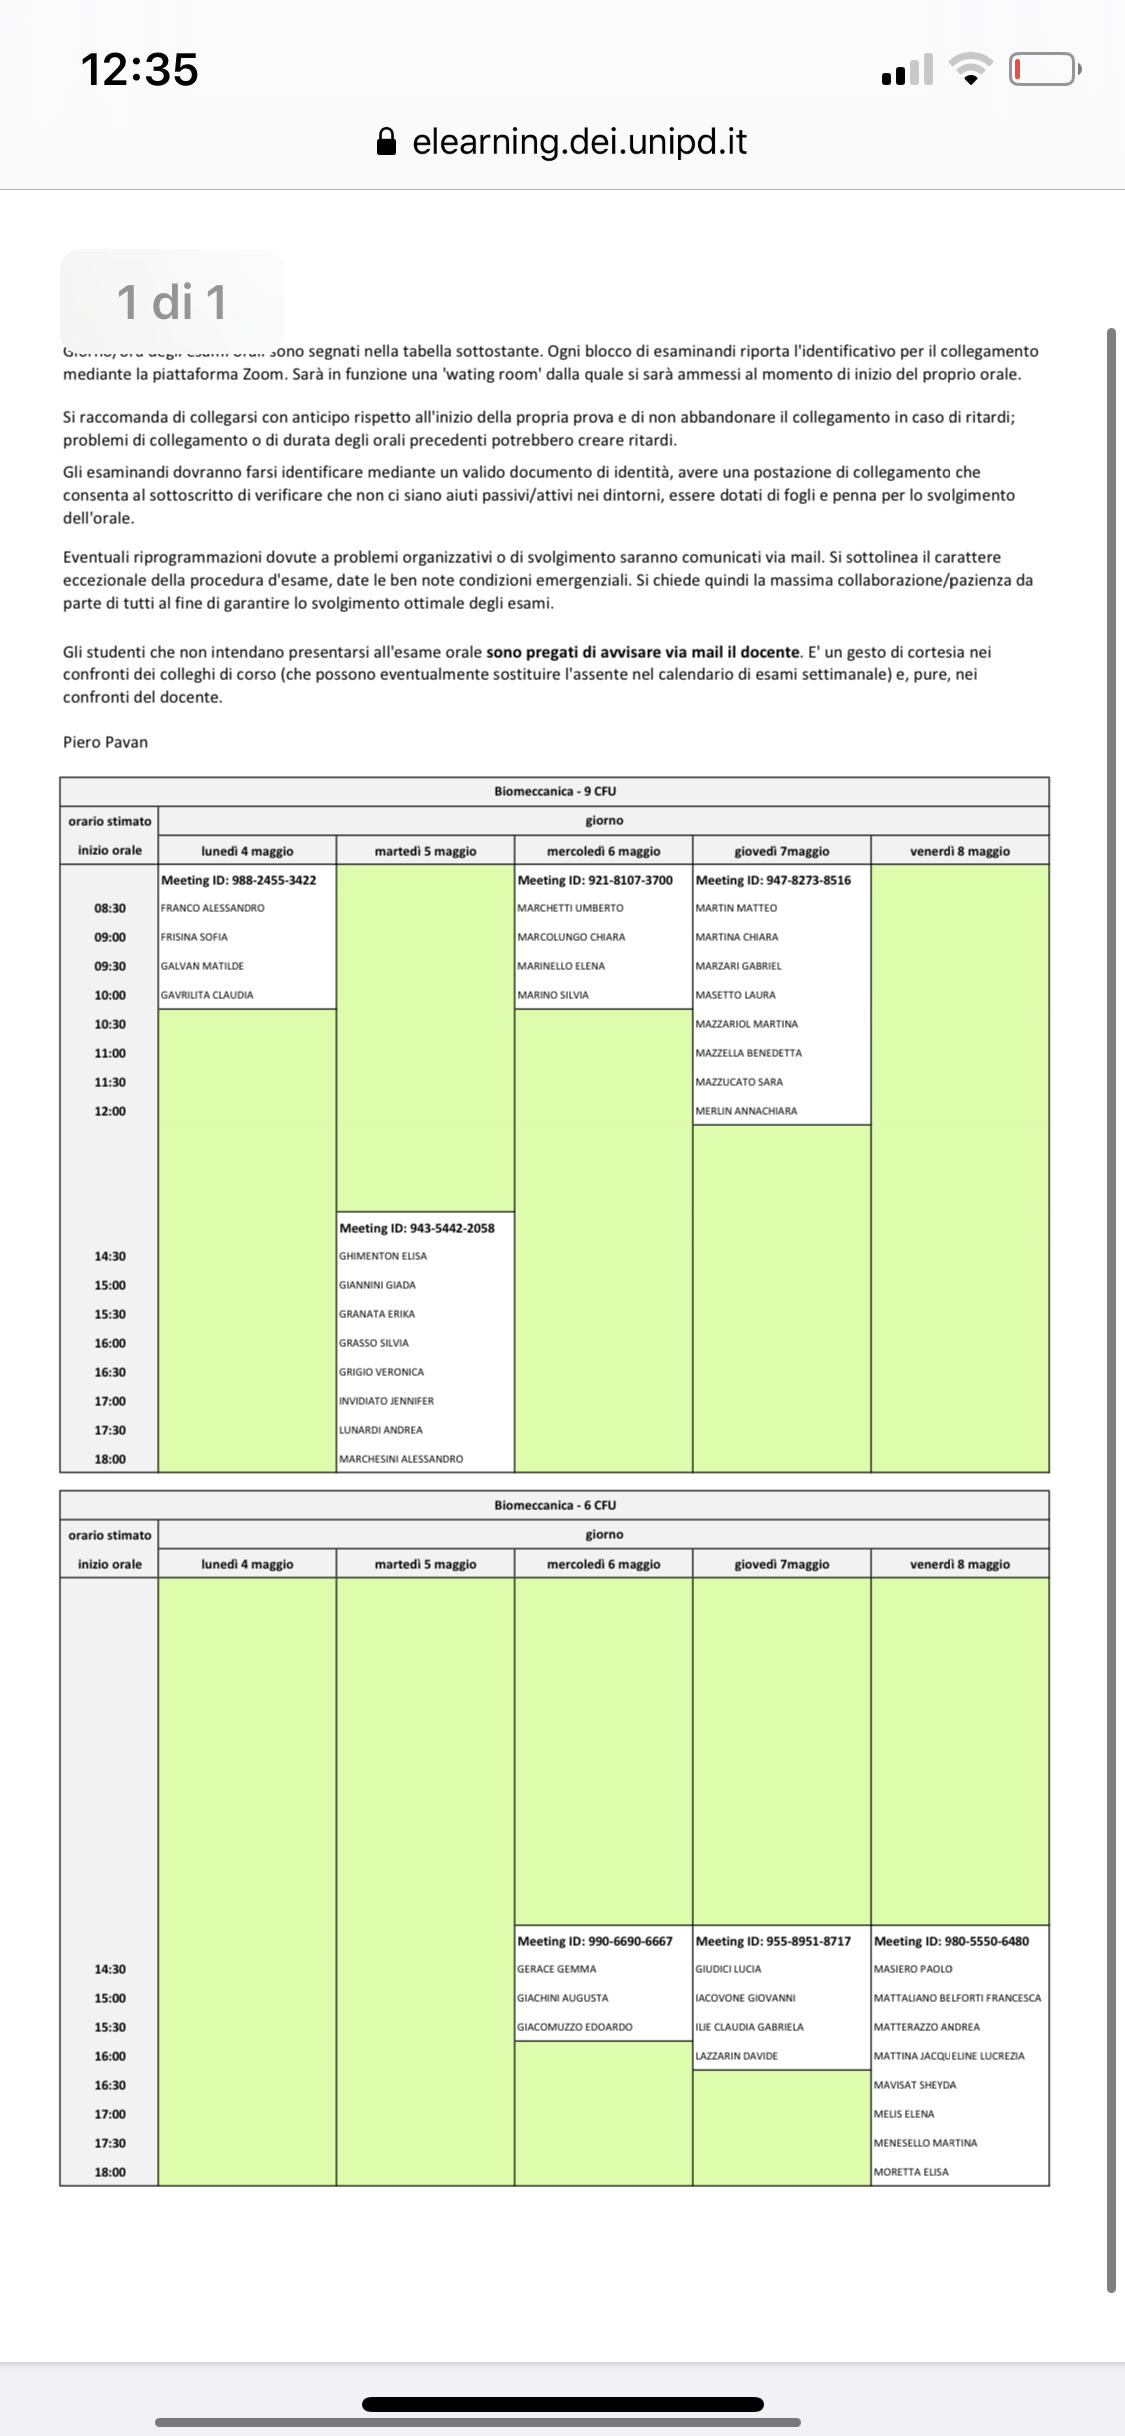 12:35
elearning.dei.unipd.it
1 di 1
Giorno/ora degli esami orali sono segnati nella tabella sottostante. Ogni blocco di esaminandi riporta l'identificativo per il collegamento
mediante la piattaforma Zoom. Sarà in funzione una 'wating room' dalla quale si sarà ammessi al momento di inizio del proprio orale.
Si raccomanda di collegarsi con anticipo rispetto all'inizio della propria prova e di non abbandonare il collegamento in caso di ritardi;
problemi di collegamento o di durata degli orali precedenti potrebbero creare ritardi.
Gli esaminandi dovranno farsi identificare mediante un valido documento di identità, avere una postazione di collegamento che
consenta al sottoscritto di verificare che non ci siano aiuti passivi/attivi nei dintorni, essere dotati di fogli e penna per lo svolgimento
dell'orale.
Eventuali riprogrammazioni dovute a problemi organizzativi o di svolgimento saranno comunicati via mail. Si sottolinea il carattere
eccezionale della procedura d'esame, date le ben note condizioni emergenziali. Si chiede quindi la massima collaborazione/pazienza da
parte di tutti al fine di garantire lo svolgimento ottimale degli esami.
Gli studenti che non intendano presentarsi all'esame orale sono pregati di avvisare via mail il docente. E' un gesto di cortesia nei
confronti dei colleghi di corso (che possono eventualmente sostituire l'assente nel calendario di esami settimanale) e, pure, nei
confronti del docente.
Piero Pavan
Biomeccanica - 9 CFU
orario stimato giorno
inizio orale lunedì 4 maggio martedì 5 maggio mercoledì 6 maggio giovedì 7maggio venerdì 8 maggio
Meeting ID: 988-2455-3422 Meeting ID: 921-8107-3700 Meeting ID: 947-8273-8516
08:30 FRANCO ALESSANDRO MARCHETTI UMBERTO MARTIN MATTEO
09:00 FRISINA SOFIA MARCOLUNGO CHIARA MARTINA CHIARA
09:30 GALVAN MATILDE MARINELLO ELENA MARZARI GABRIEL
10:00 GAVRILITA CLAUDIA MARINO SILVIA MASETTO LAURA
10:30 MAZZARIOL MARTINA
11:00 MAZZELLA BENEDETTA
11:30 MAZZUCATO SARA
12:00 MERLIN ANNACHIARA
Meeting ID: 943-5442-2058
14:30 GHIMENTON ELISA
15:00 GIANNINI GIADA
15:30 GRANATA ERIKA
16:00 GRASSO SILVIA
16:30 GRIGIO VERONICA
17:00 INVIDIATO JENNIFER
17:30 LUNARDI ANDREA
18:00 MARCHESINI ALESSANDRO
Biomeccanica - 6 CFU
orario stimato giorno
inizio orale lunedì 4 maggio martedì 5 maggio mercoledì 6 maggio giovedì 7maggio venerdì 8 maggio
Meeting ID: 990-6690-6667 Meeting ID: 955-8951-8717 Meeting ID: 980-5550-6480
14:30 GERACE GEMMA GIUDICI LUCIA MASIERO PAOLO
15:00 GIACHINI AUGUSTA IACOVONE GIOVANNI MATTALIANO BELFORTI FRANCESCA
15:30 GIACOMUZZO EDOARDO ILIE CLAUDIA GABRIELA MATTERAZZO ANDREA
16:00 LAZZARIN DAVIDE MATTINA JACQUELINE LUCREZIA
16:30 MAVISAT SHEYDA
17:00 MELIS ELENA
17:30 MENESELLO MARTINA
18:00 MORETTA ELISA